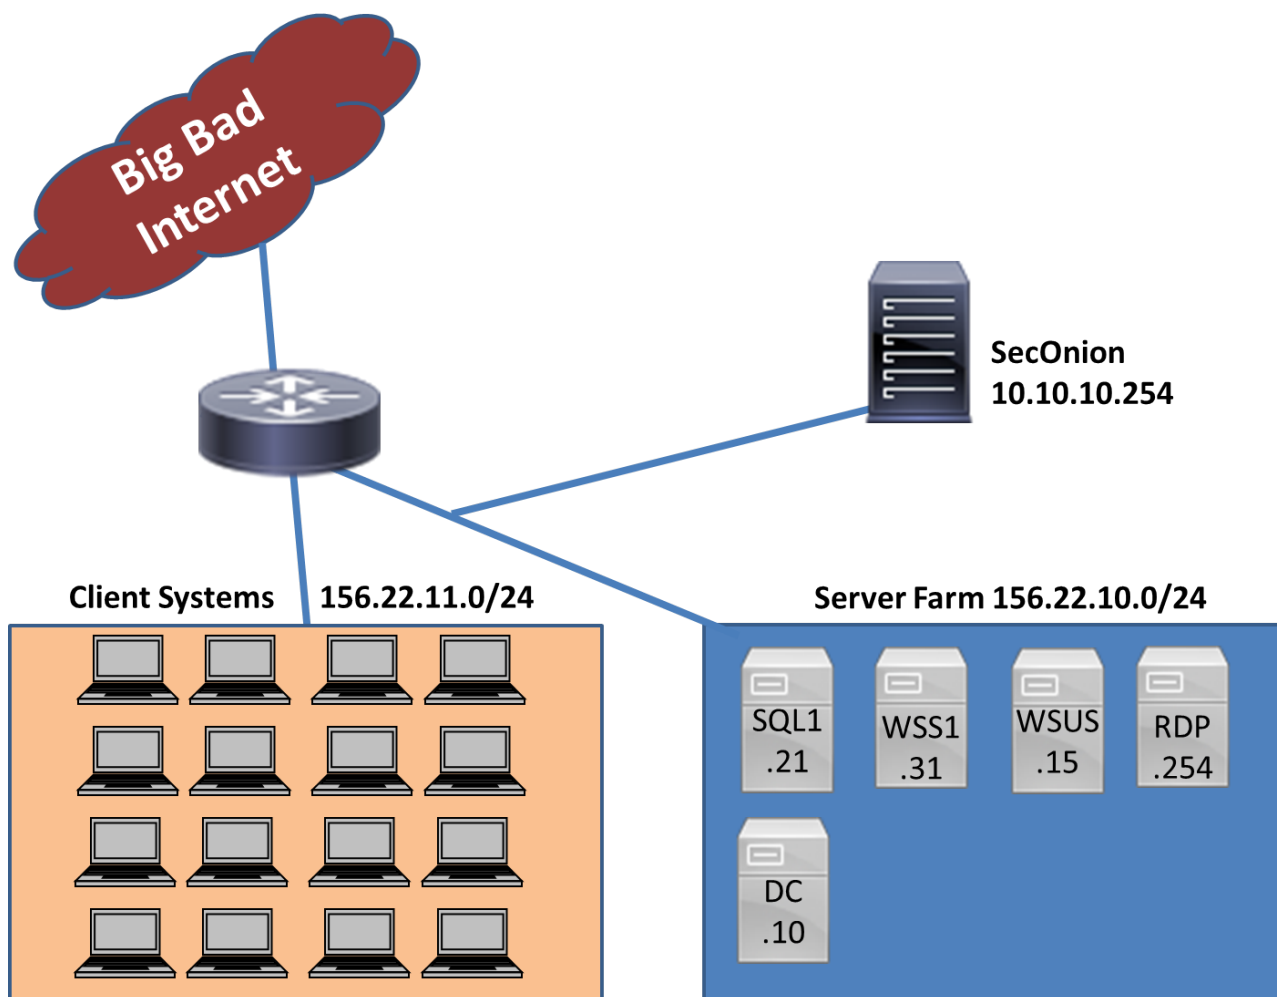 Big Bad
Internet
SecOnion
10.10.10.254
Client Systems 156.22.11.0/24
Server Farm 156.22.10.0/24
SQL1
.21
WSS1
.31
WSUS
.15
RDP
.254
DC
.10